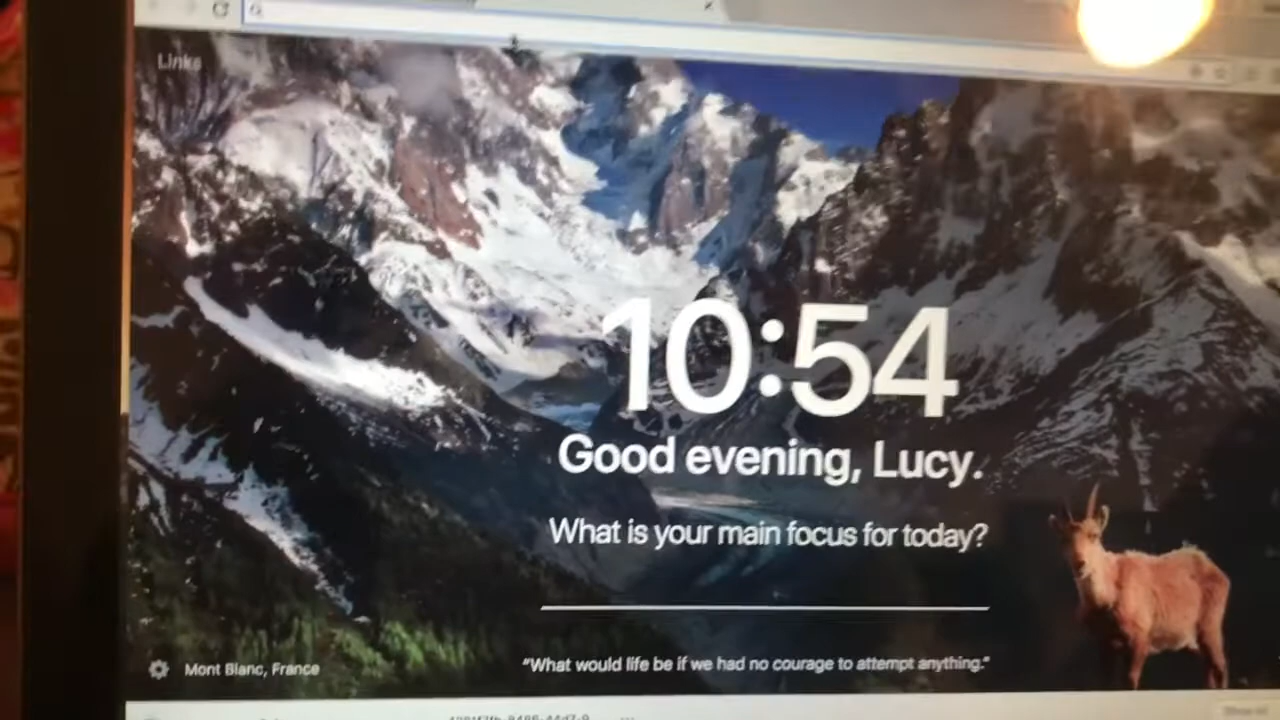 Links
10:54
Good evening, Lucy.
What is your main focus for today?
Mont Blanc, France
“What would life be if we had no courage to attempt anything.”